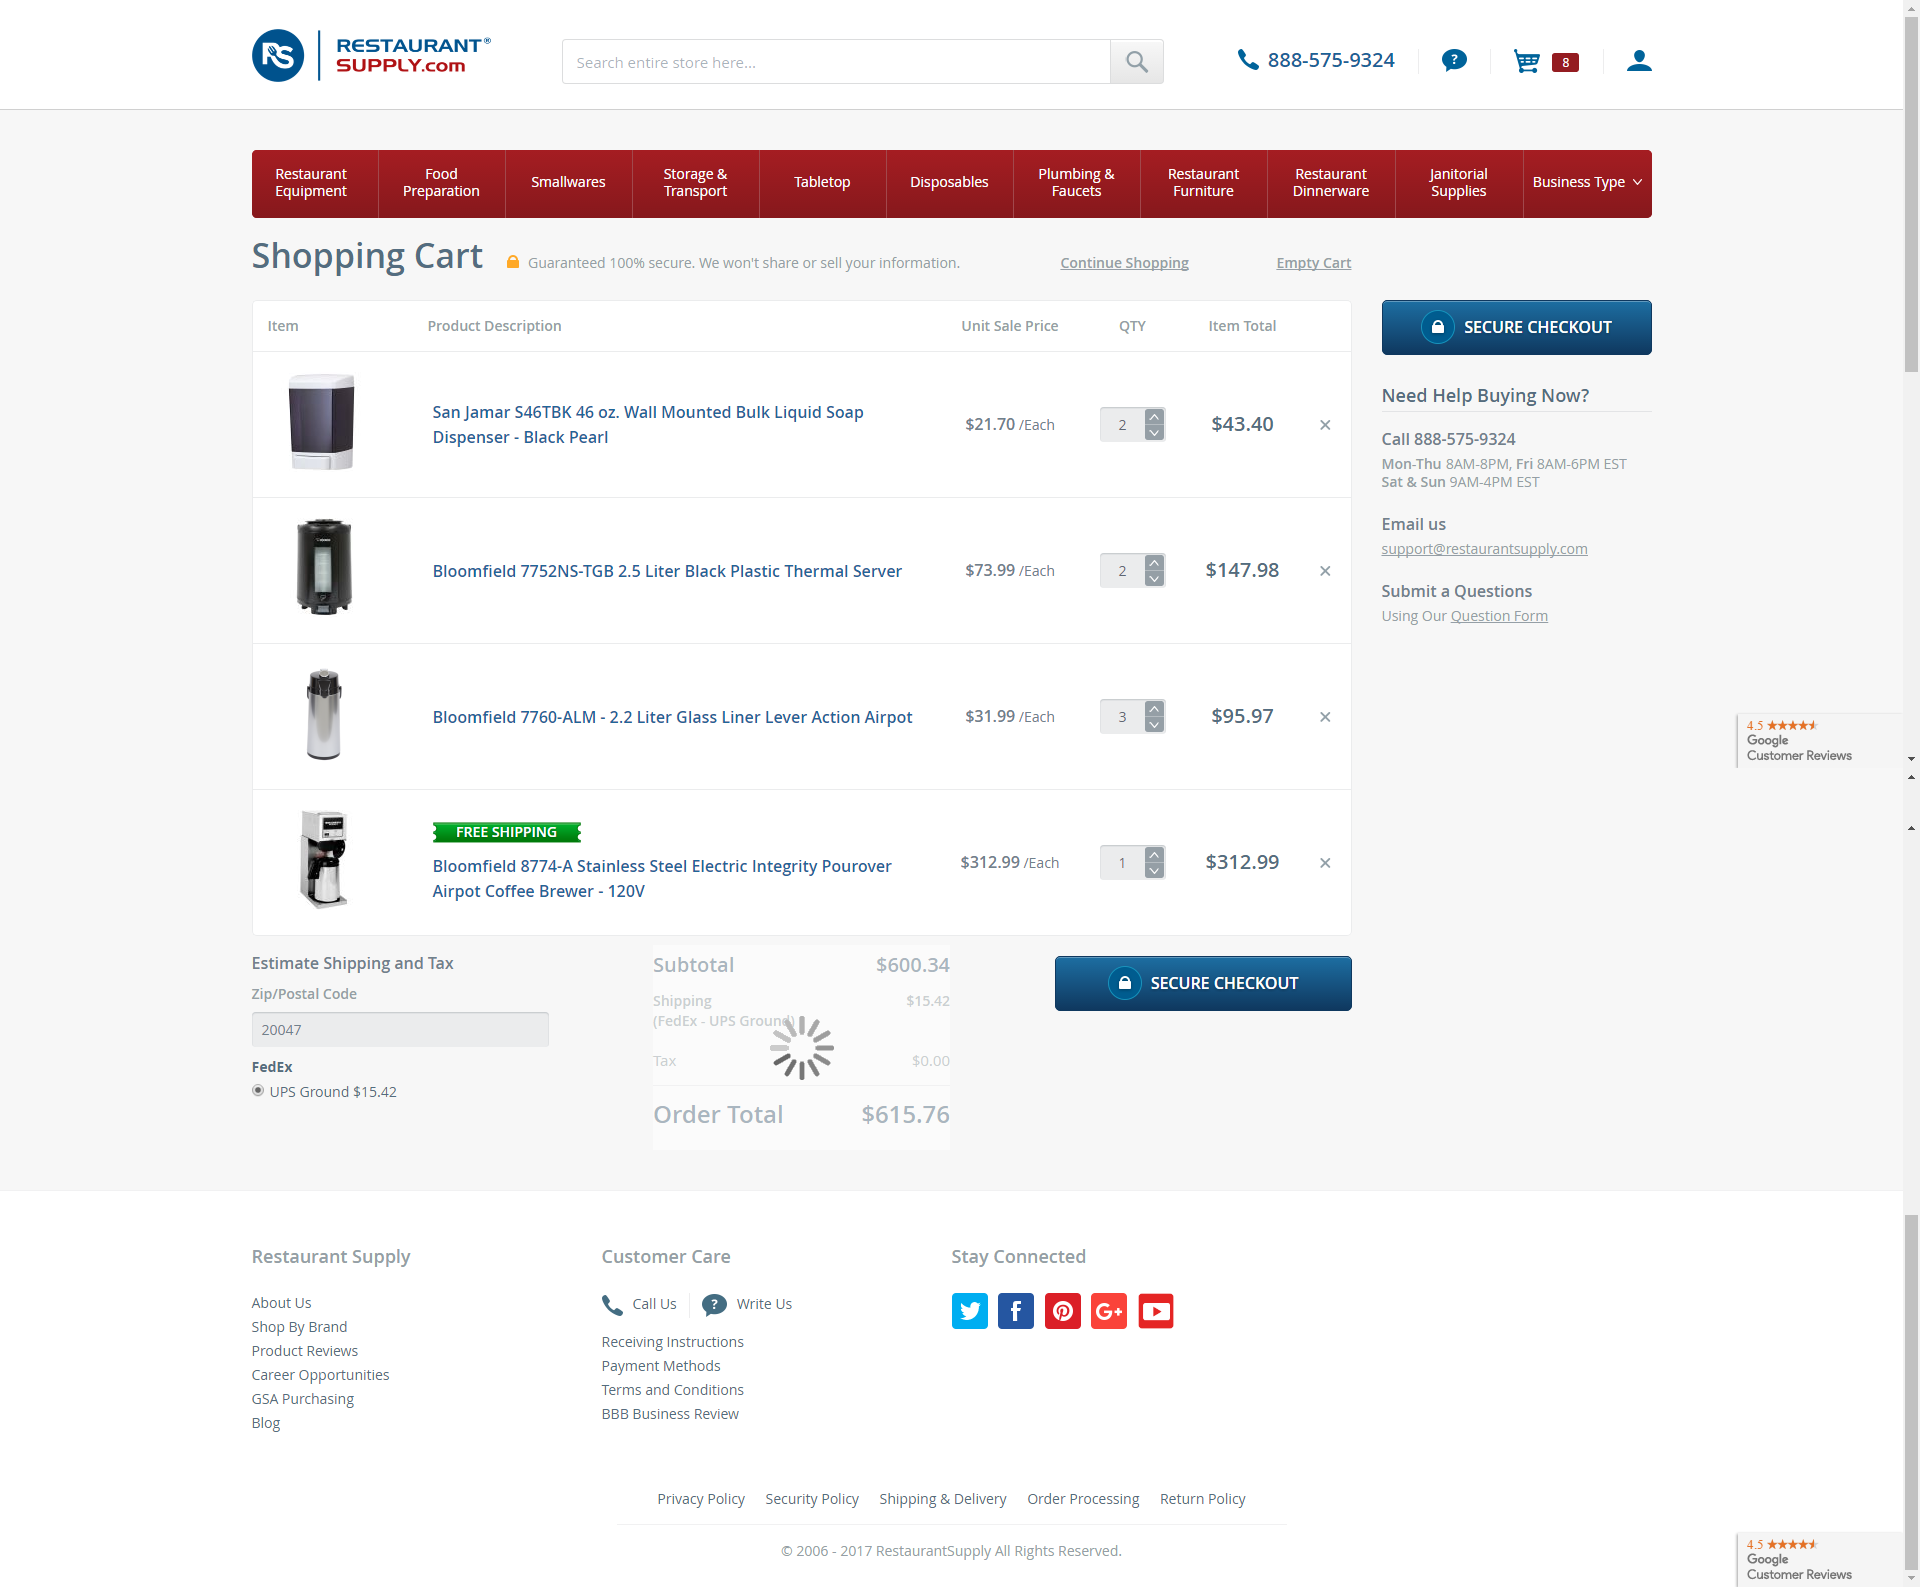 RS
RESTAURANT®
SUPPLY.com
Search entire store here...
888-575-9324
?
8
Restaurant
Equipment
Food
Preparation
Smallwares
Storage &
Transport
Tabletop
Disposables
Plumbing &
Faucets
Restaurant
Furniture
Restaurant
Dinnerware
Janitorial
Supplies
Business Type
Shopping Cart
Guaranteed 100% secure. We won't share or sell your information.
Continue Shopping
Empty Cart
Item Product Description Unit Sale Price QTY Item Total
San Jamar S46TBK 46 oz. Wall Mounted Bulk Liquid Soap
Dispenser - Black Pearl
$21.70 /Each 2 $43.40 ×
Bloomfield 7752NS-TGB 2.5 Liter Black Plastic Thermal Server
$73.99 /Each 2 $147.98 ×
Bloomfield 7760-ALM - 2.2 Liter Glass Liner Lever Action Airpot
$31.99 /Each 3 $95.97 ×
FREE SHIPPING
Bloomfield 8774-A Stainless Steel Electric Integrity Pourover
Airpot Coffee Brewer - 120V
$312.99 /Each 1 $312.99 ×
SECURE CHECKOUT
Need Help Buying Now?
Call 888-575-9324
Mon-Thu 8AM-8PM, Fri 8AM-6PM EST
Sat & Sun 9AM-4PM EST
Email us
support@restaurantsupply.com
Submit a Questions
Using Our Question Form
4.5
Google
Customer Reviews
Estimate Shipping and Tax
Zip/Postal Code
20047
FedEx
UPS Ground $15.42
Subtotal $600.34
Shipping $15.42
(FedEx - UPS Ground)
Tax $0.00
Order Total $615.76
SECURE CHECKOUT
Restaurant Supply
About Us
Shop By Brand
Product Reviews
Career Opportunities
GSA Purchasing
Blog
Customer Care
Call Us ? Write Us
Receiving Instructions
Payment Methods
Terms and Conditions
BBB Business Review
Stay Connected
f
G+
Privacy Policy Security Policy Shipping & Delivery Order Processing Return Policy
© 2006 - 2017 RestaurantSupply All Rights Reserved.
4.5
Google
Customer Reviews